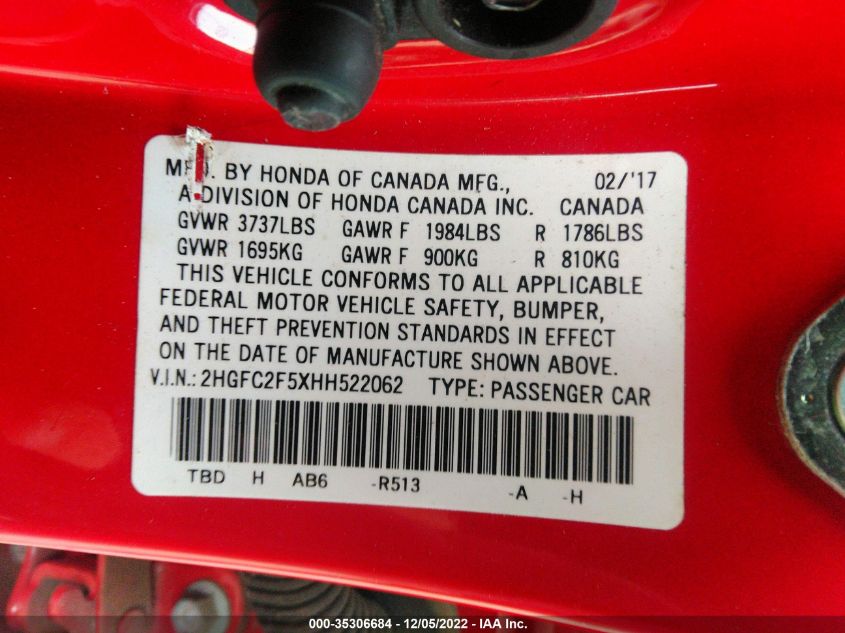 MFD. BY HONDA OF CANADA MFG., 02/'17
A DIVISION OF HONDA CANADA INC. CANADA
GVWR 3737LBS GAWR F 1984LBS R 1786LBS
GVWR 1695KG GAWR F 900KG R 810KG
THIS VEHICLE CONFORMS TO ALL APPLICABLE
FEDERAL MOTOR VEHICLE SAFETY, BUMPER,
AND THEFT PREVENTION STANDARDS IN EFFECT
ON THE DATE OF MANUFACTURE SHOWN ABOVE.
V.I.N.: 2HGFC2F5XHH522062 TYPE: PASSENGER CAR
TBD H AB6 -R513 -A -H
000-35306684 - 12/05/2022 - IAA Inc.